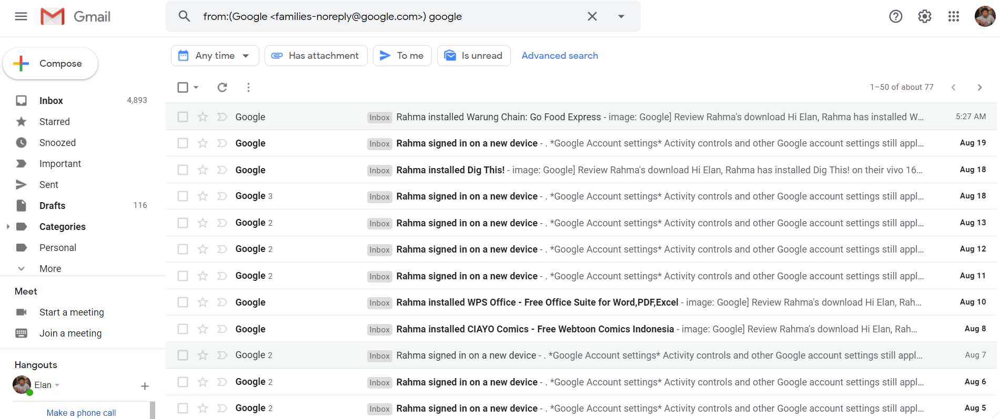 Gmail
from:(Google <families-noreply@google.com>) google
Any time
Has attachment
To me
Is unread
Advanced search
Compose
1–50 of about 77
Inbox 4,893
Starred
Snoozed
Important
Sent
Drafts 116
Categories
Personal
More
Meet
Start a meeting
Join a meeting
Hangouts
Elan
Make a phone call
Google Inbox Rahma installed Warung Chain: Go Food Express - image: Google] Review Rahma's download Hi Elan, Rahma has installed W... 5:27 AM
Google Inbox Rahma signed in on a new device - . *Google Account settings* Activity controls and other Google account settings still appl... Aug 19
Google Inbox Rahma installed Dig This! - image: Google] Review Rahma's download Hi Elan, Rahma has installed Dig This! on their vivo 16... Aug 18
Google 3 Inbox Rahma signed in on a new device - . *Google Account settings* Activity controls and other Google account settings still appl... Aug 18
Google 2 Inbox Rahma signed in on a new device - . *Google Account settings* Activity controls and other Google account settings still appl... Aug 13
Google 2 Inbox Rahma signed in on a new device - . *Google Account settings* Activity controls and other Google account settings still appl... Aug 12
Google 2 Inbox Rahma signed in on a new device - . *Google Account settings* Activity controls and other Google account settings still appl... Aug 11
Google Inbox Rahma installed WPS Office - Free Office Suite for Word,PDF,Excel - image: Google] Review Rahma's download Hi Elan, Rah... Aug 10
Google Inbox Rahma installed CIAYO Comics - Free Webtoon Comics Indonesia - image: Google] Review Rahma's download Hi Elan, Rah... Aug 8
Google 2 Inbox Rahma signed in on a new device - . *Google Account settings* Activity controls and other Google account settings still appl... Aug 7
Google 2 Inbox Rahma signed in on a new device - . *Google Account settings* Activity controls and other Google account settings still appl... Aug 6
Google 2 Inbox Rahma signed in on a new device - . *Google Account settings* Activity controls and other Google account settings still appl... Aug 5